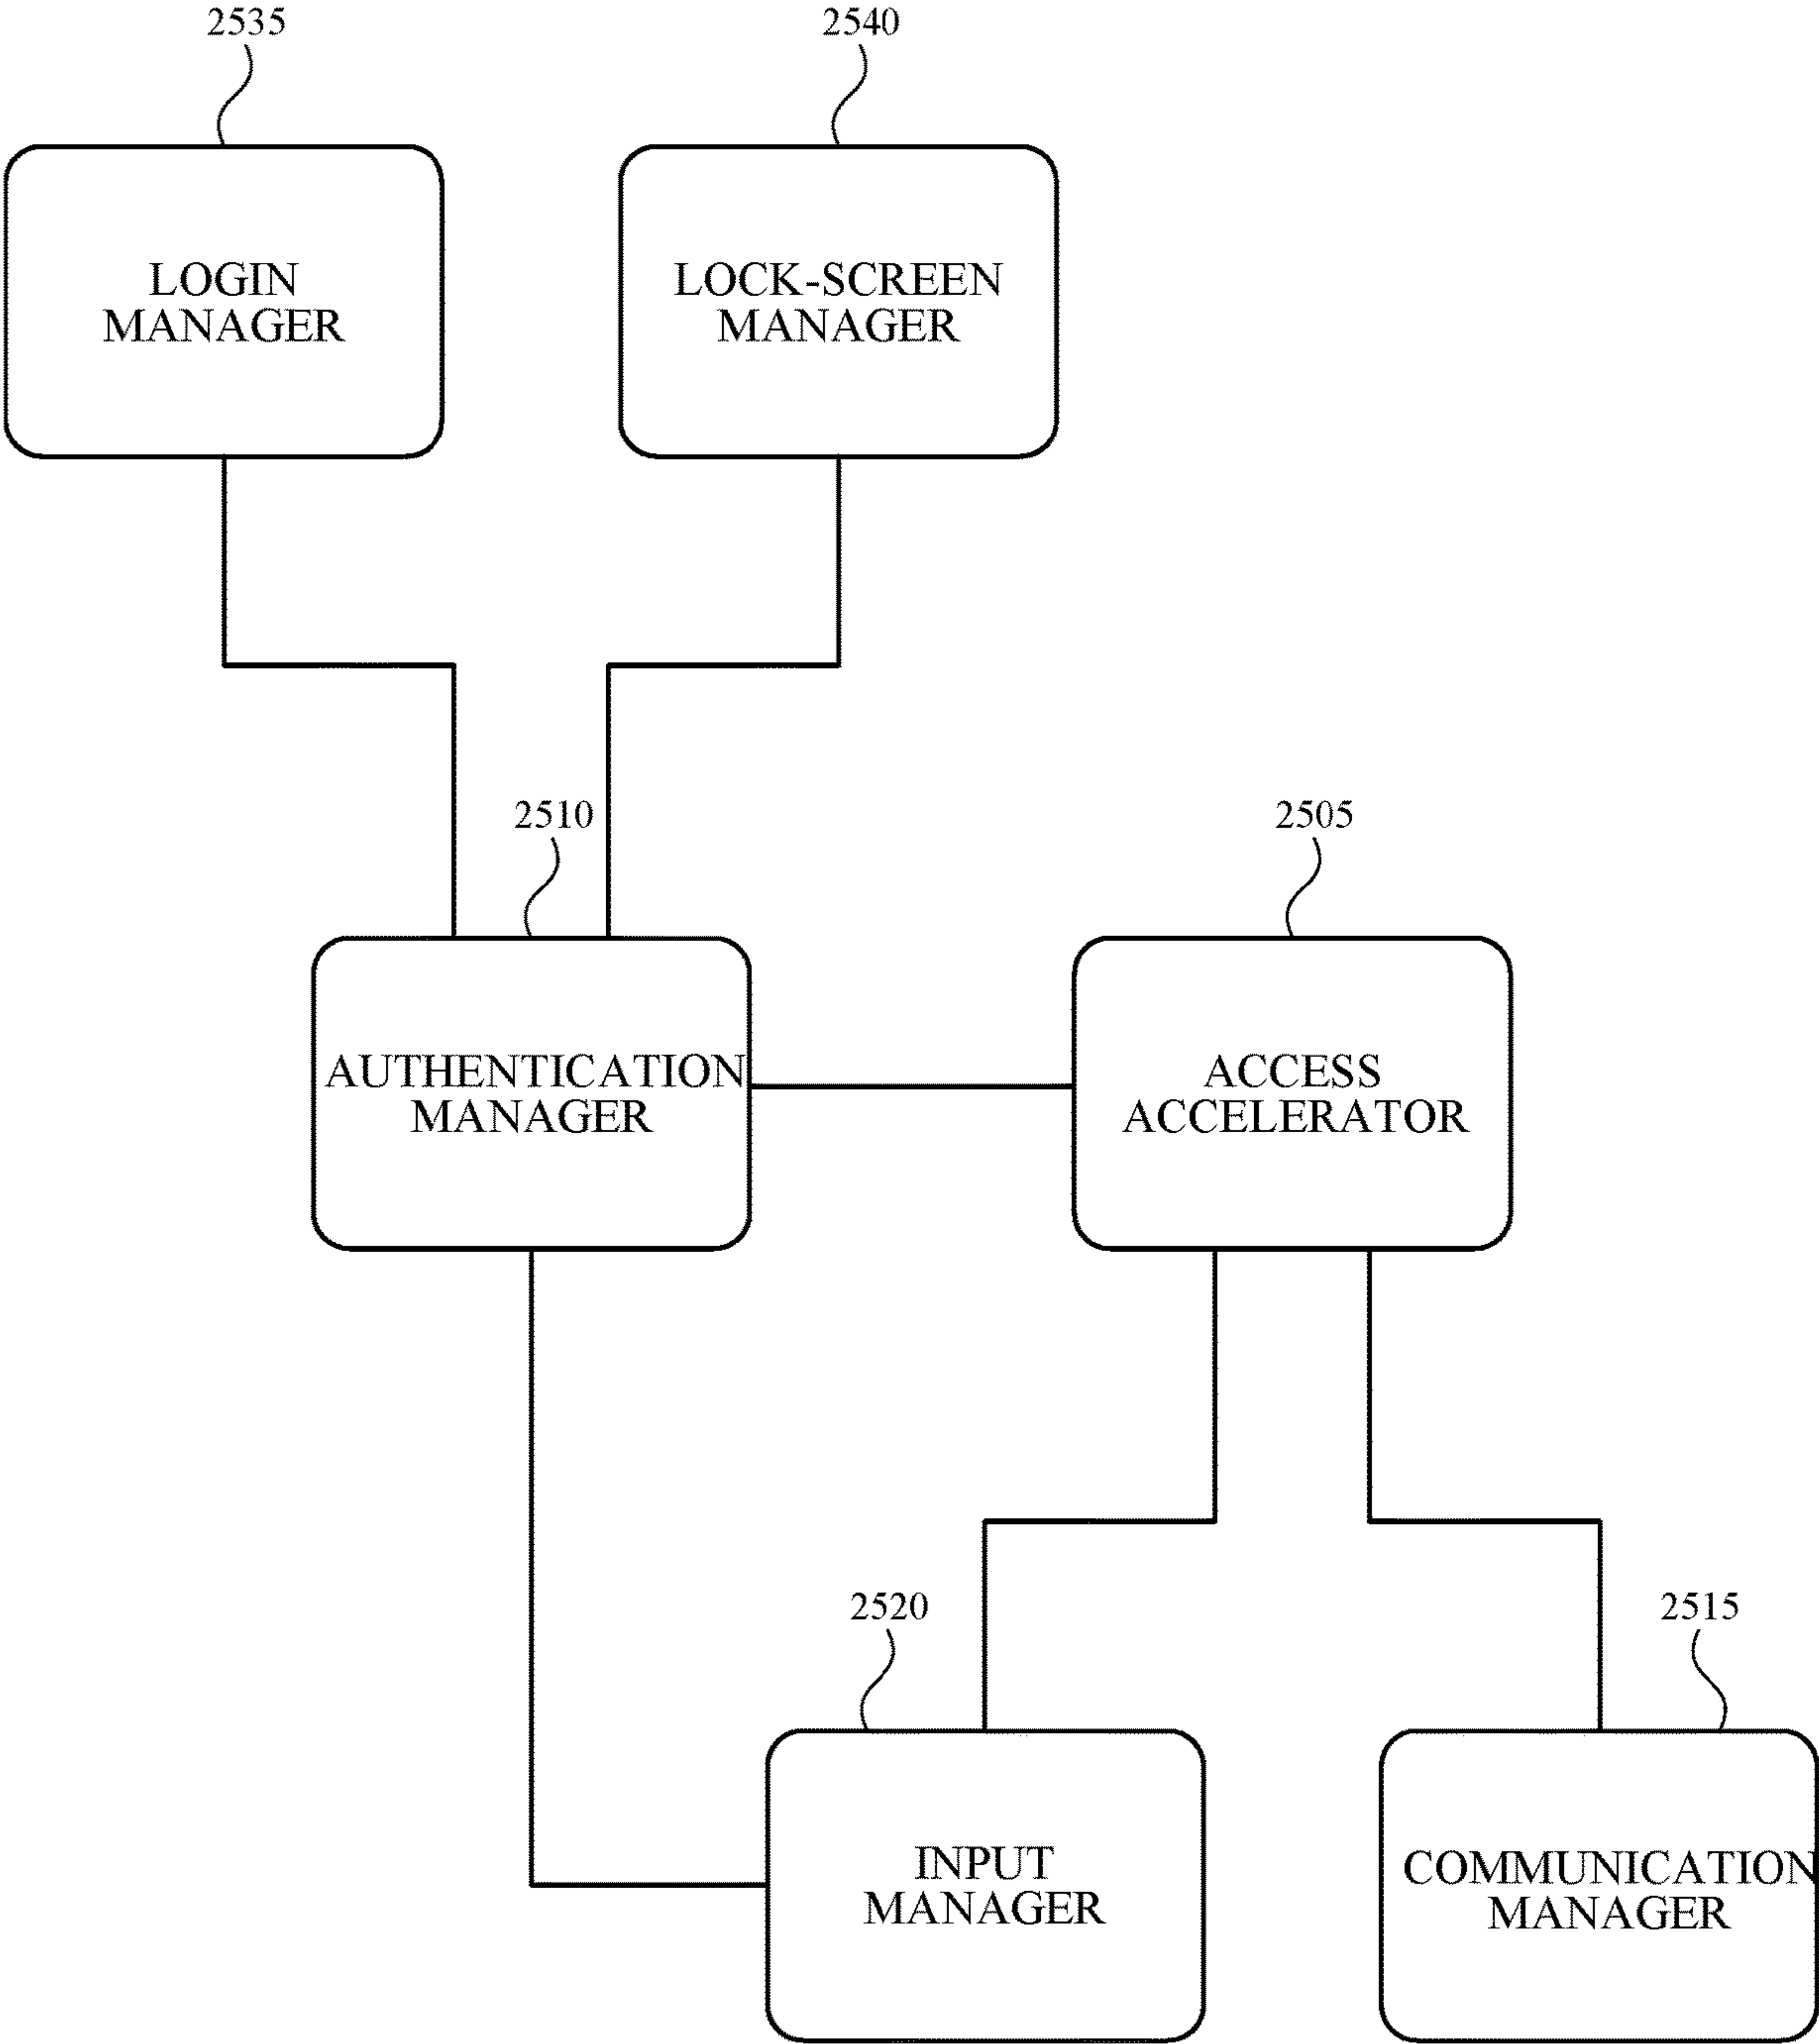 2535
2540
LOGIN
MANAGER
LOCK-SCREEN
MANAGER
2510
2505
AUTHENTICATION
MANAGER
ACCESS
ACCELERATOR
2520
2515
INPUT
MANAGER
COMMUNICATION
MANAGER